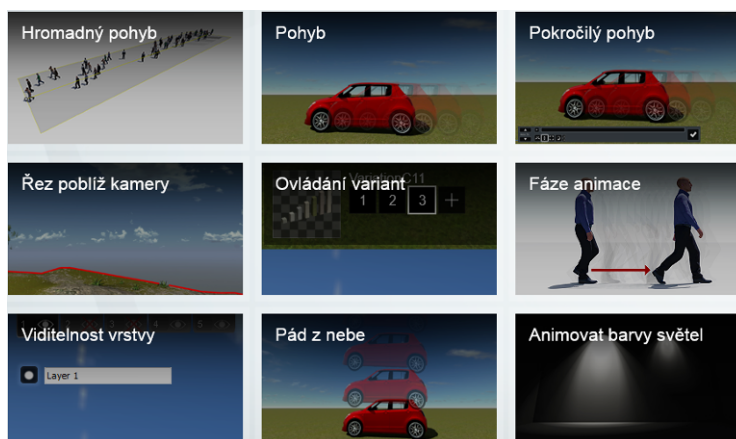 Hromadný pohyb
Pohyb
Pokročilý pohyb
Řez poblíž kamery
Ovládání variant
VariationC11
1 2 3 +
Fáze animace
Viditelnost vrstvy
Layer 1
Pád z nebe
Animovat barvy světel